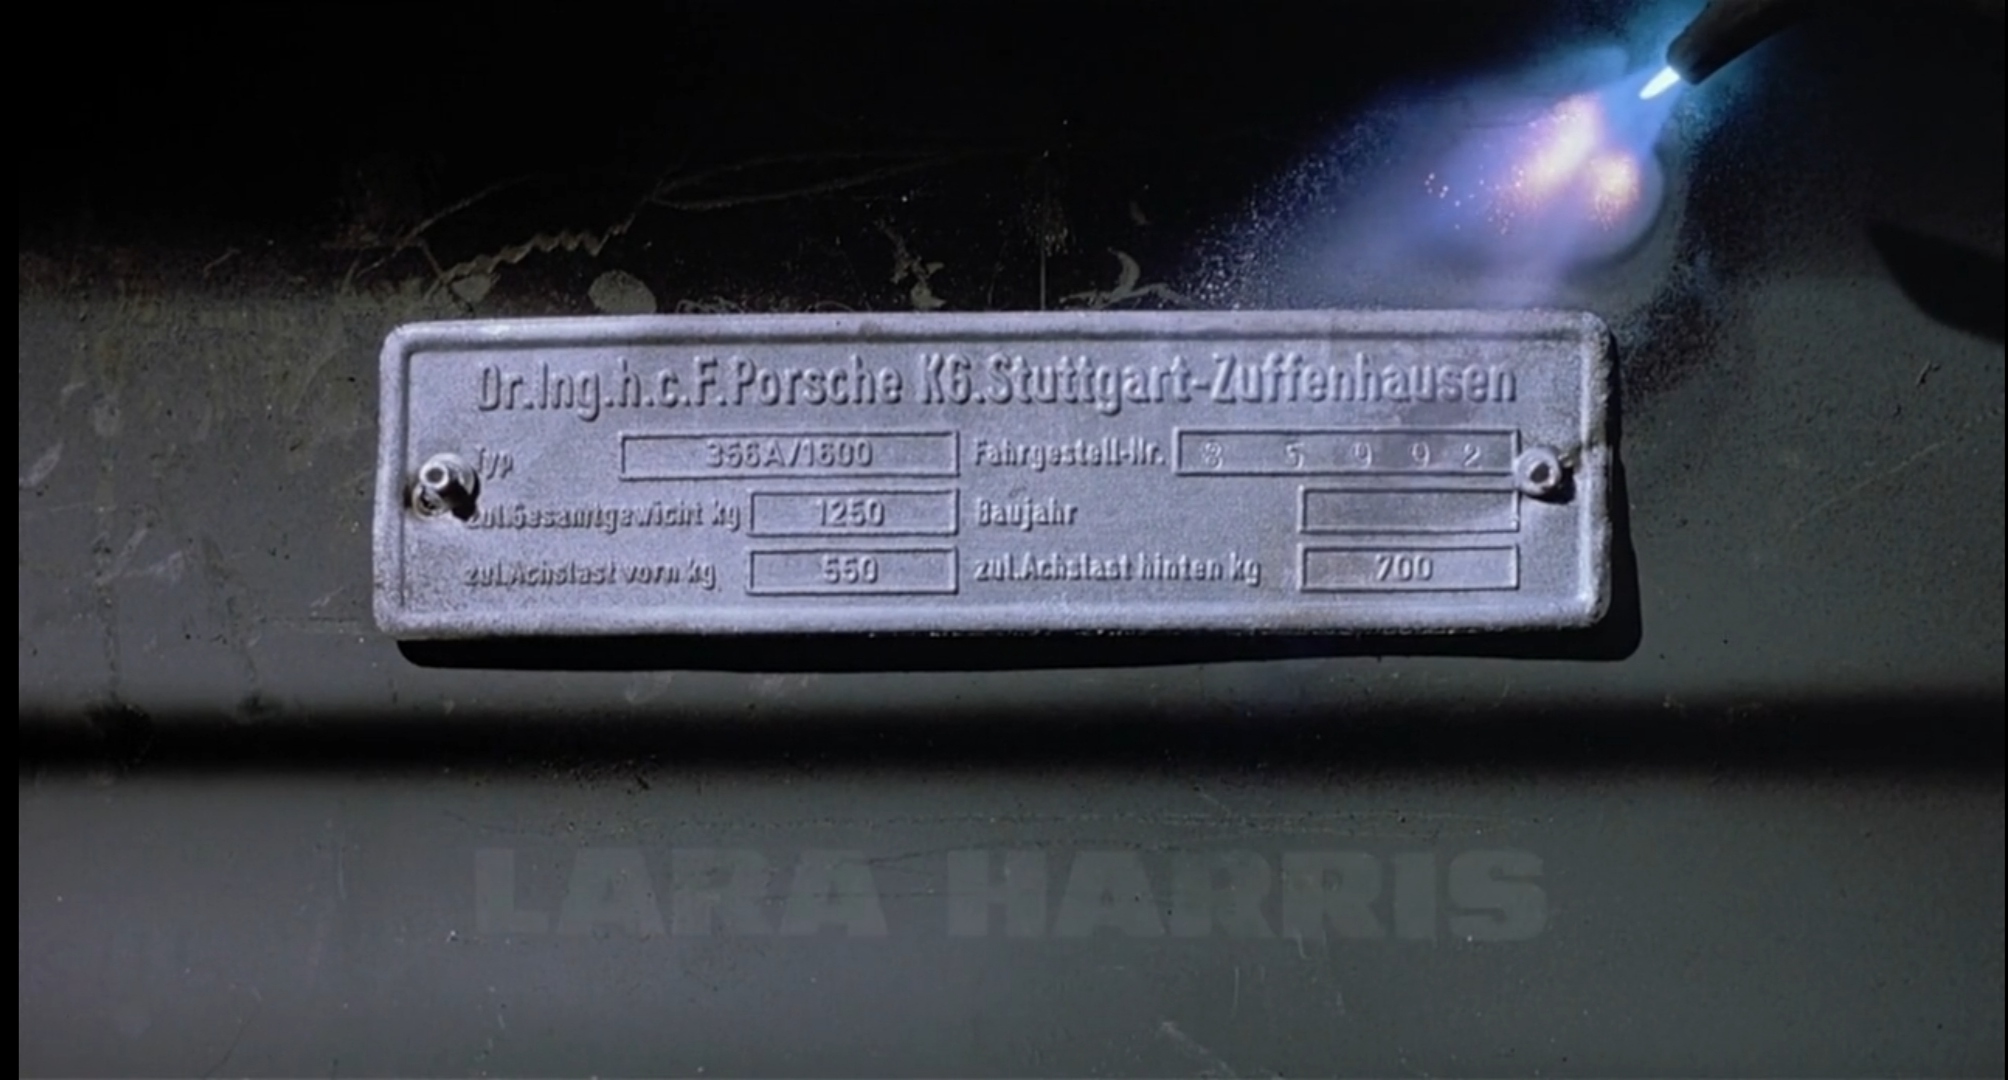 Dr.Ing.h.c.F.Porsche KG.Stuttgart-Zuffenhausen
Typ 356A/1600 Fahrgestell-Nr. 8 5 9 9 2
zul.Gesamtgewicht kg 1250 Baujahr
zul.Achslast vorn kg 550 zul.Achslast hinten kg 700
LARA HARRIS